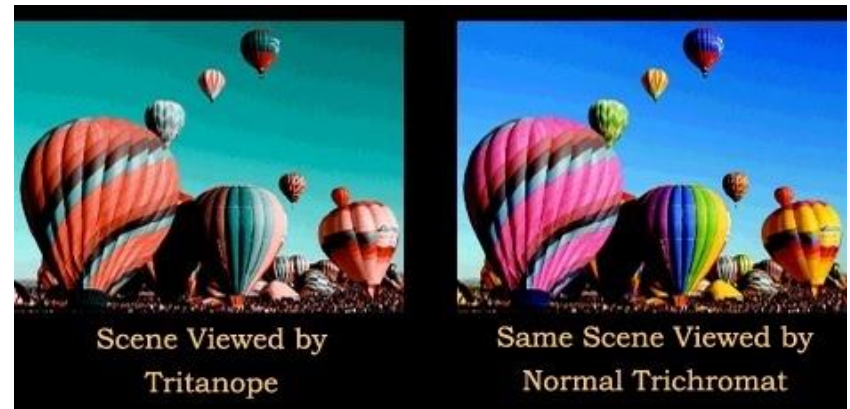 Scene Viewed by
Tritanope
Same Scene Viewed by
Normal Trichromat